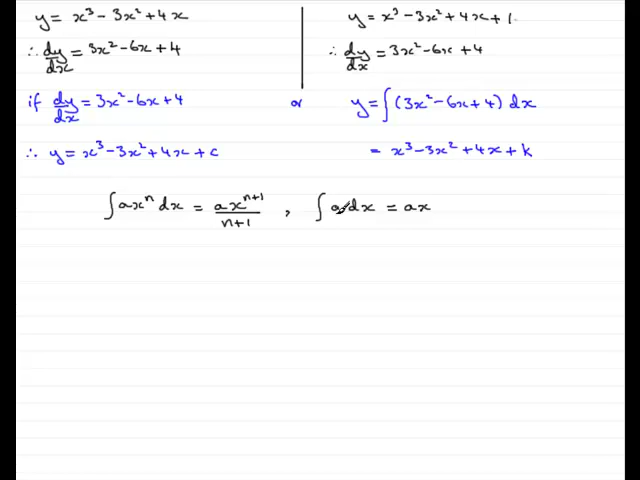 y = x³ - 3x² + 4x
∴ dy/dx = 3x² - 6x + 4
y = x³ - 3x² + 4x + 1
∴ dy/dx = 3x² - 6x + 4
if dy/dx = 3x² - 6x + 4 or y = ∫(3x² - 6x + 4) dx
∴ y = x³ - 3x² + 4x + c = x³ - 3x² + 4x + k
∫axⁿ dx = axⁿ⁺¹/n+1 , ∫a dx = ax